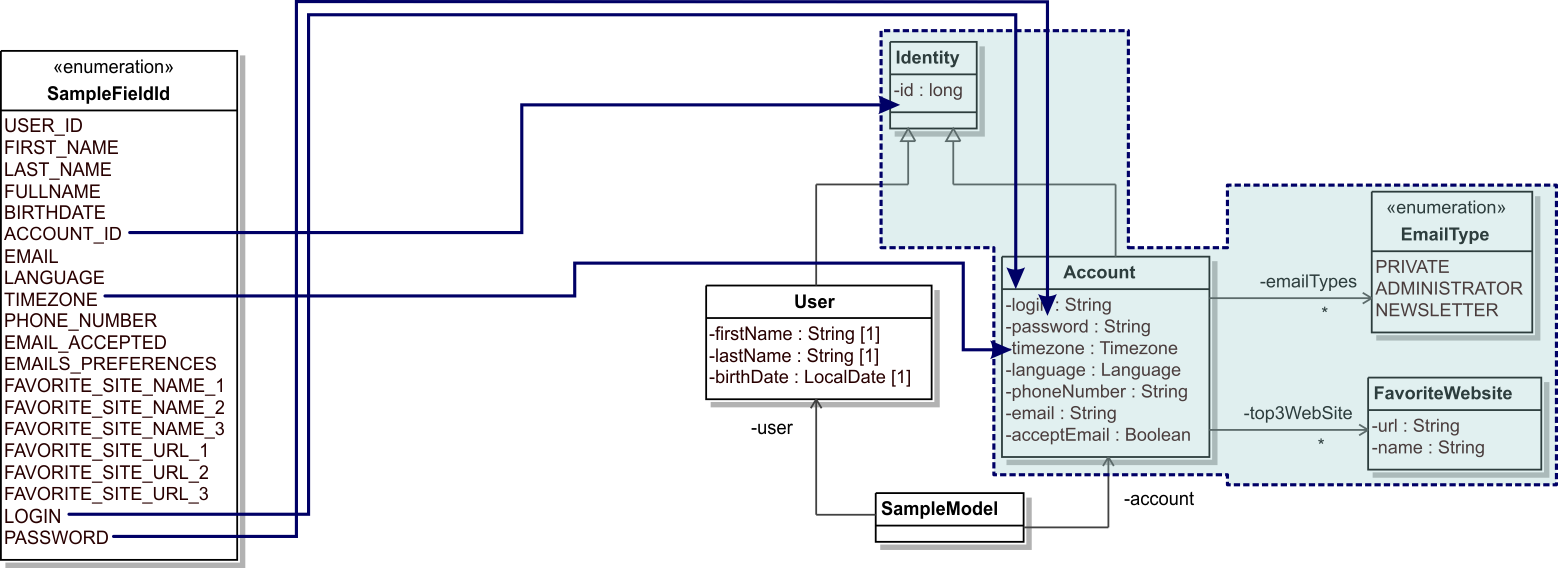 «enumeration»
SampleFieldId
USER_ID
FIRST_NAME
LAST_NAME
FULLNAME
BIRTHDATE
ACCOUNT_ID
EMAIL
LANGUAGE
TIMEZONE
PHONE_NUMBER
EMAIL_ACCEPTED
EMAILS_PREFERENCES
FAVORITE_SITE_NAME_1
FAVORITE_SITE_NAME_2
FAVORITE_SITE_NAME_3
FAVORITE_SITE_URL_1
FAVORITE_SITE_URL_2
FAVORITE_SITE_URL_3
LOGIN
PASSWORD
Identity
-id : long
User
-firstName : String [1]
-lastName : String [1]
-birthDate : LocalDate [1]
-user
SampleModel
-account
Account
-login : String
-password : String
timezone : Timezone
-language : Language
-phoneNumber : String
-email : String
-acceptEmail : Boolean
-emailTypes
*
-top3WebSite
*
«enumeration»
EmailType
PRIVATE
ADMINISTRATOR
NEWSLETTER
FavoriteWebsite
-url : String
-name : String